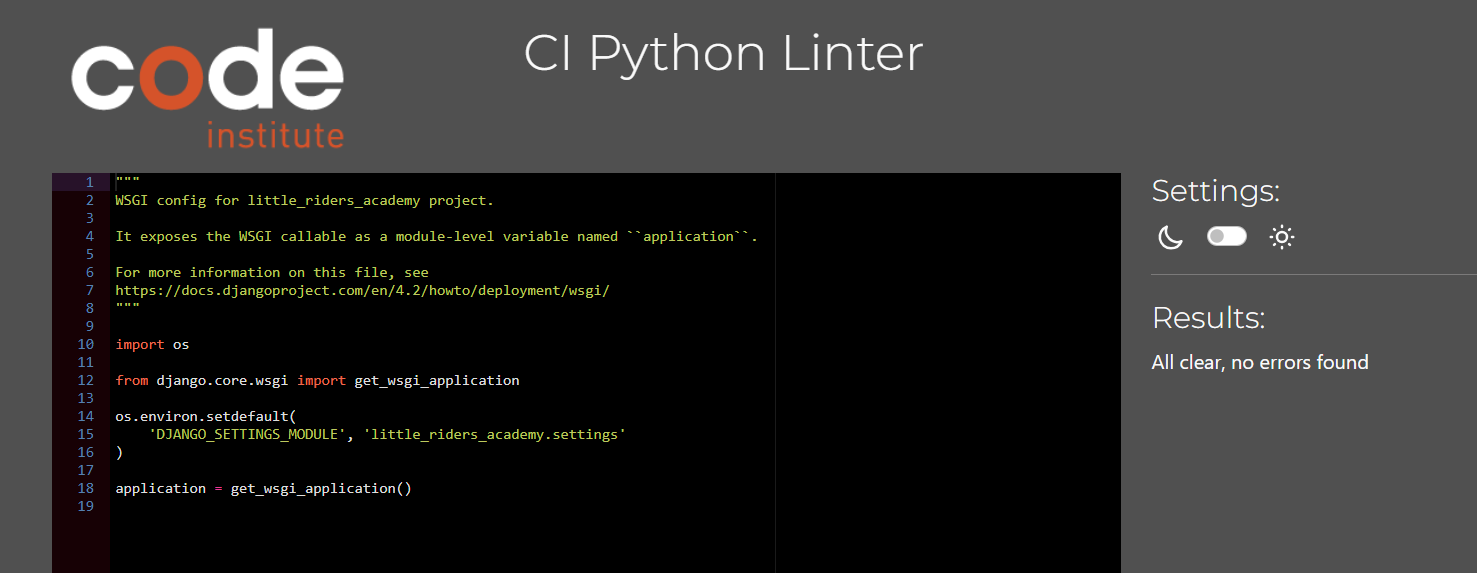 code
institute
CI Python Linter
1 """
2 WSGI config for little_riders_academy project.
3
4 It exposes the WSGI callable as a module-level variable named ``application``.
5
6 For more information on this file, see
7 https://docs.djangoproject.com/en/4.2/howto/deployment/wsgi/
8 """
9
10 import os
11
12 from django.core.wsgi import get_wsgi_application
13
14 os.environ.setdefault(
15     'DJANGO_SETTINGS_MODULE', 'little_riders_academy.settings'
16 )
17
18 application = get_wsgi_application()
19
Settings:
Results:
All clear, no errors found